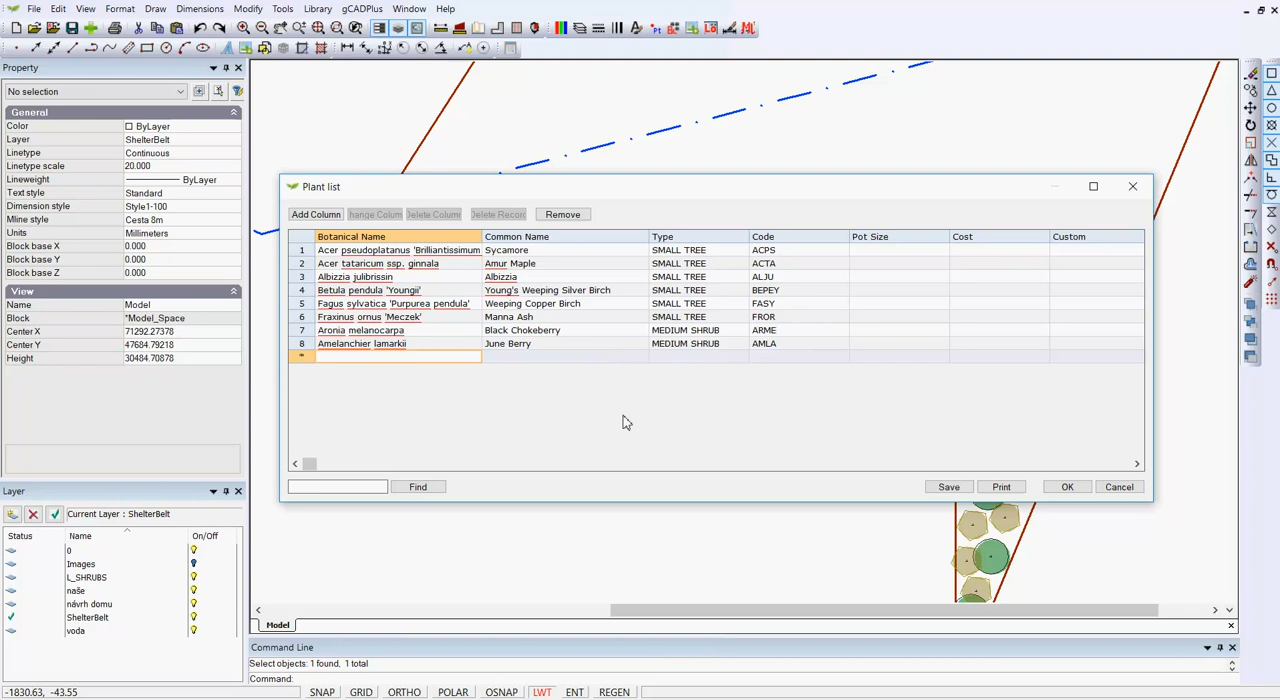 File Edit View Format Draw Dimensions Modify Tools Library gCADPlus Window Help
Property
No selection
General
Color ByLayer
Layer ShelterBelt
Linetype Continuous
Linetype scale 20.000
Lineweight ByLayer
Text style Standard
Dimension style Style1-100
Mline style Cesta 8m
Units Millimeters
Block base X 0.000
Block base Y 0.000
Block base Z 0.000
View
Name Model
Block *Model_Space
Center X 71292.27378
Center Y 47684.79218
Height 30484.70878
Layer
Current Layer : ShelterBelt
Status Name On/Off
0
Images
L_SHRUBS
naše
návrh domu
ShelterBelt
voda
Plant list
Add Column hange Colum Delete Column Delete Recor Remove
Botanical Name Common Name Type Code Pot Size Cost Custom
1 Acer pseudoplatanus 'Brilliantissimum Sycamore SMALL TREE ACPS
2 Acer tataricum ssp. ginnala Amur Maple SMALL TREE ACTA
3 Albizzia julibrissin Albizzia SMALL TREE ALJU
4 Betula pendula 'Youngii' Young's Weeping Silver Birch SMALL TREE BEPEY
5 Fagus sylvatica 'Purpurea pendula' Weeping Copper Birch SMALL TREE FASY
6 Fraxinus ornus 'Meczek' Manna Ash SMALL TREE FROR
7 Aronia melanocarpa Black Chokeberry MEDIUM SHRUB ARME
8 Amelanchier lamarkii June Berry MEDIUM SHRUB AMLA
*
Find Save Print OK Cancel
Model
Command Line
Select objects: 1 found, 1 total
Command:
-1830.63, -43.55 SNAP GRID ORTHO POLAR OSNAP LWT ENT REGEN